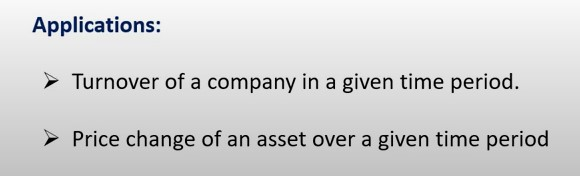 Applications:
➢ Turnover of a company in a given time period.
➢ Price change of an asset over a given time period